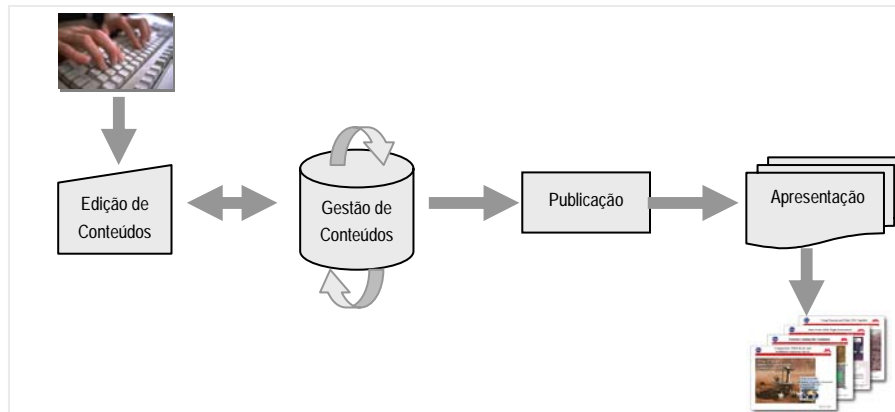 Edição de
Conteúdos
Gestão de
Conteúdos
Publicação
Apresentação